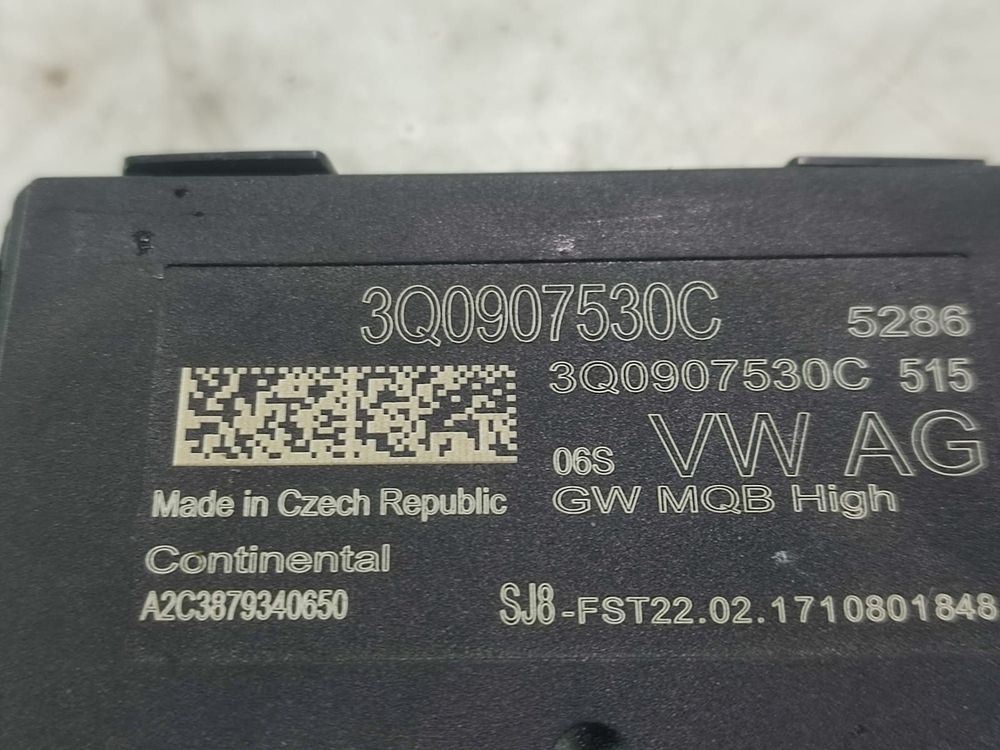 3Q0907530C 5286
3Q0907530C 515
06S VW AG
GW MQB High
Made in Czech Republic
Continental
A2C3879340650 SJ8-FST22.02.1710801848